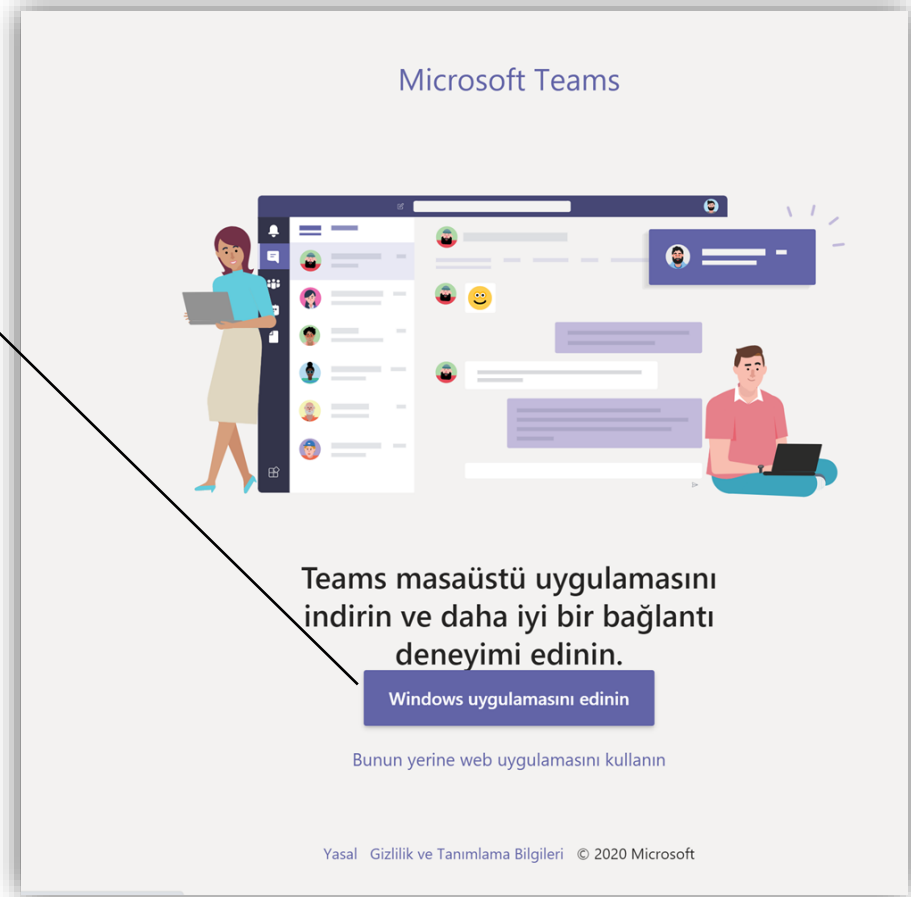 Microsoft Teams
Teams masaüstü uygulamasını
indirin ve daha iyi bir bağlantı
deneyimi edinin.
Windows uygulamasını edinin
Bunun yerine web uygulamasını kullanın
Yasal Gizlilik ve Tanımlama Bilgileri © 2020 Microsoft